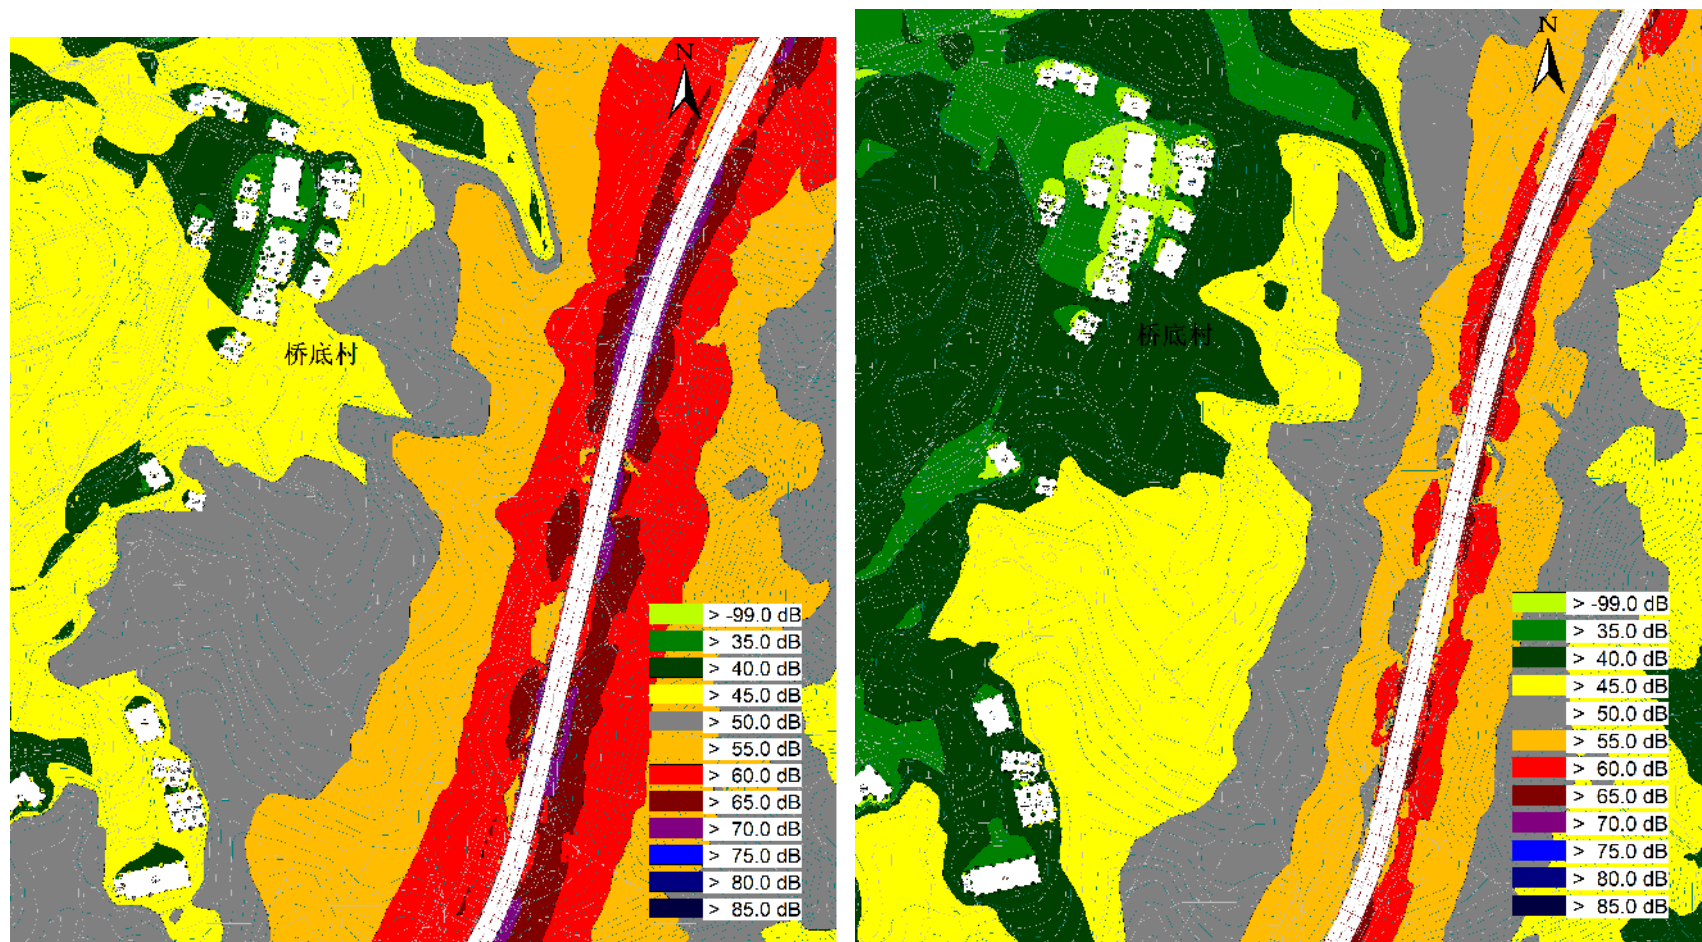 N
桥底村
> -99.0 dB
> 35.0 dB
> 40.0 dB
> 45.0 dB
> 50.0 dB
> 55.0 dB
> 60.0 dB
> 65.0 dB
> 70.0 dB
> 75.0 dB
> 80.0 dB
> 85.0 dB
N
桥底村
> -99.0 dB
> 35.0 dB
> 40.0 dB
> 45.0 dB
> 50.0 dB
> 55.0 dB
> 60.0 dB
> 65.0 dB
> 70.0 dB
> 75.0 dB
> 80.0 dB
> 85.0 dB